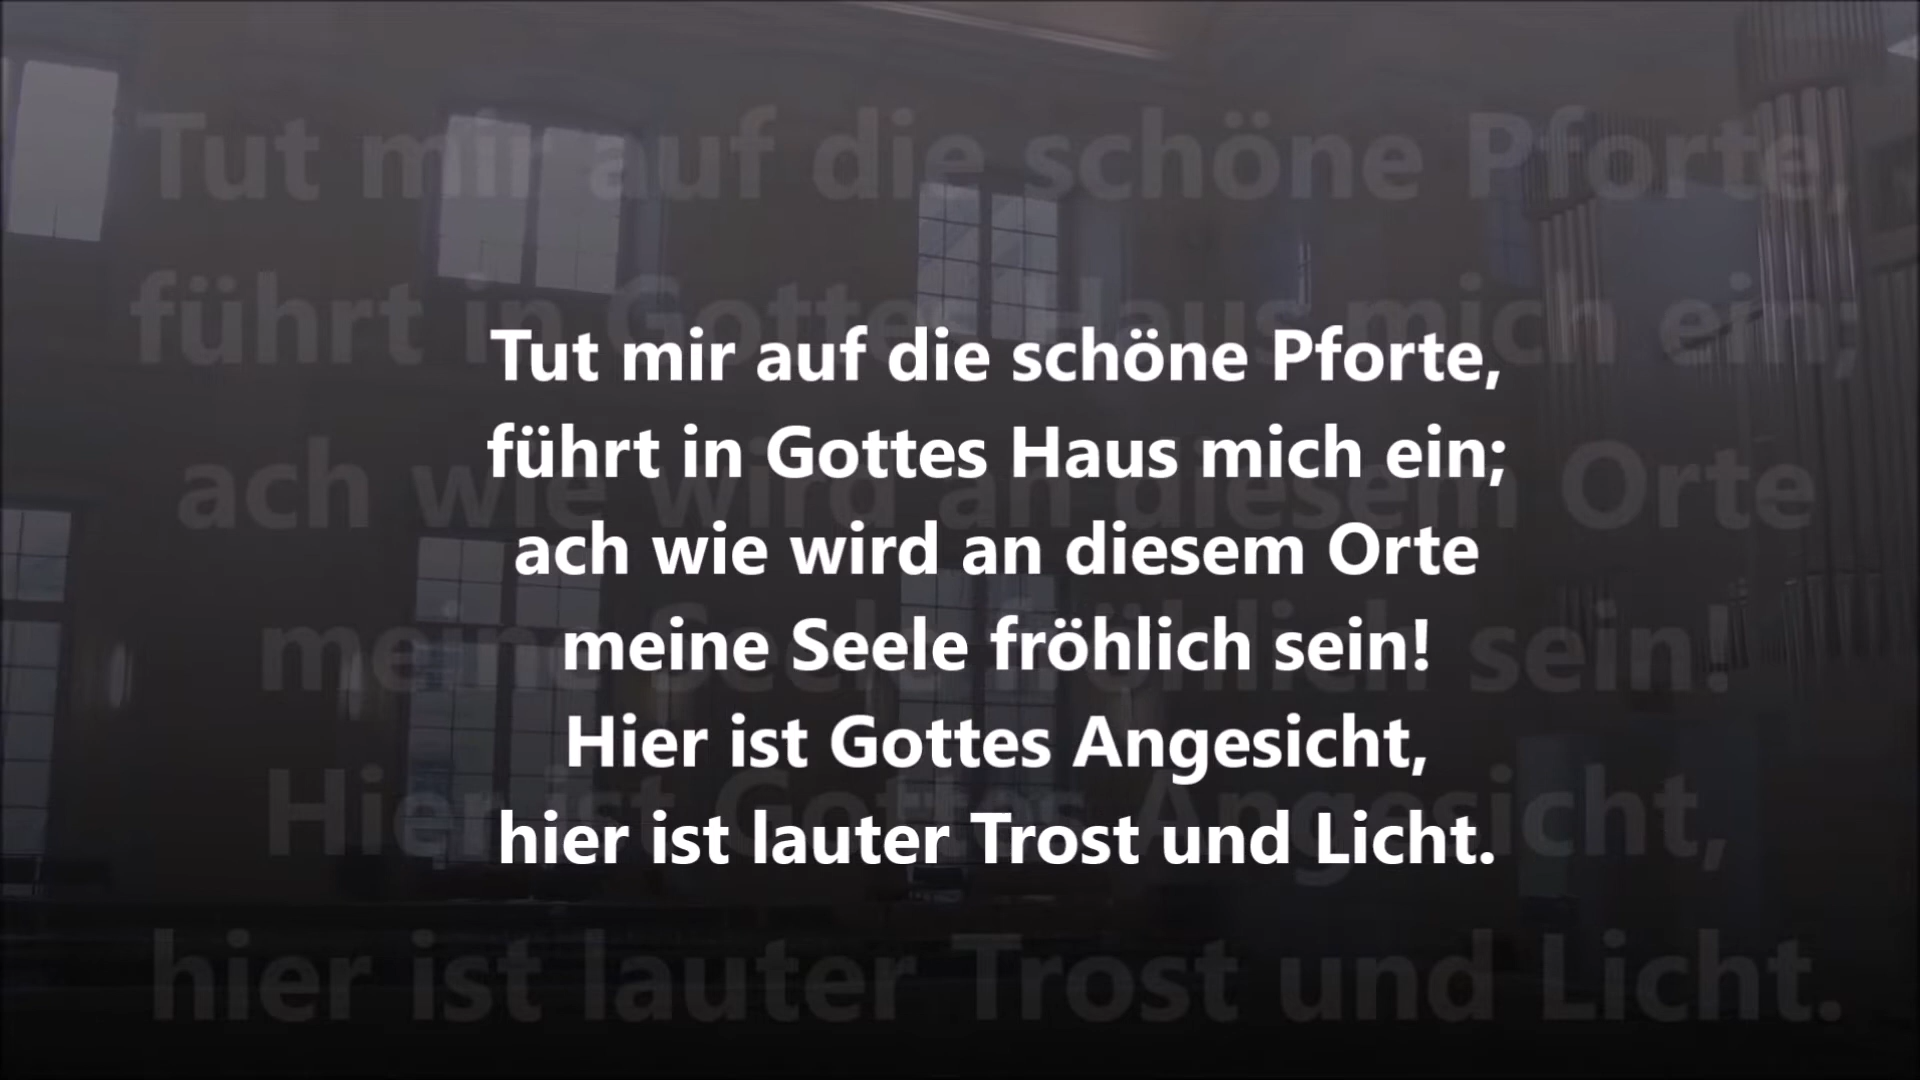 Tut mir auf die schöne Pforte,
führt in Gottes Haus mich ein;
ach wie wird an diesem Orte
meine Seele fröhlich sein!
Hier ist Gottes Angesicht,
hier ist lauter Trost und Licht.